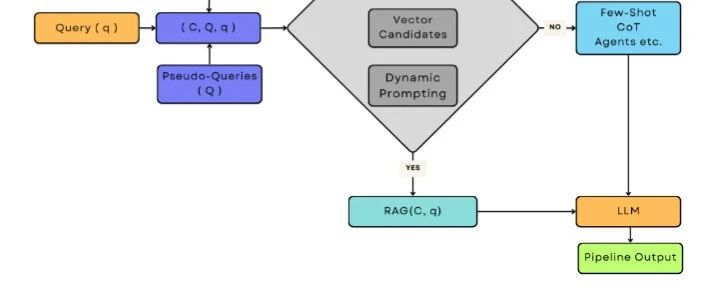 Few-Shot
CoT
Agents etc.
Vector
Candidates
Query ( q )
( C, Q, q )
NO
Pseudo-Queries
( Q )
Dynamic
Prompting
YES
RAG(C, q)
LLM
Pipeline Output